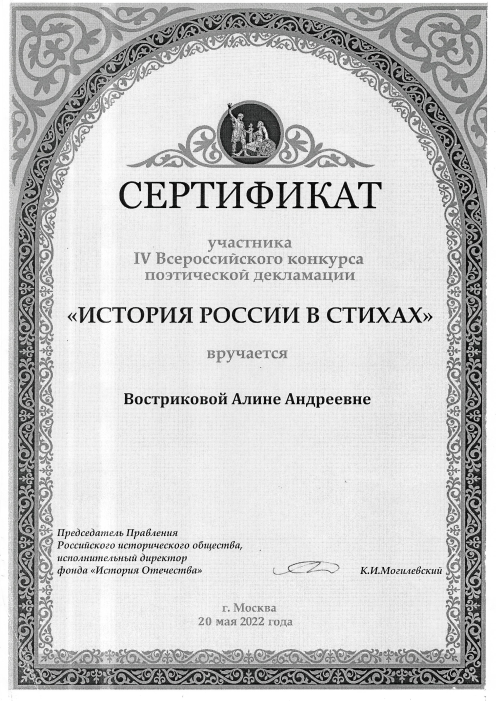 СЕРТИФИКАТ
участника
IV Всероссийского конкурса
поэтической декламации
«ИСТОРИЯ РОССИИ В СТИХАХ»
вручается
Востриковой Алине Андреевне
Председатель Правления
Российского исторического общества,
исполнительный директор
фонда «История Отечества»
К.И.Могилевский
г. Москва
20 мая 2022 года